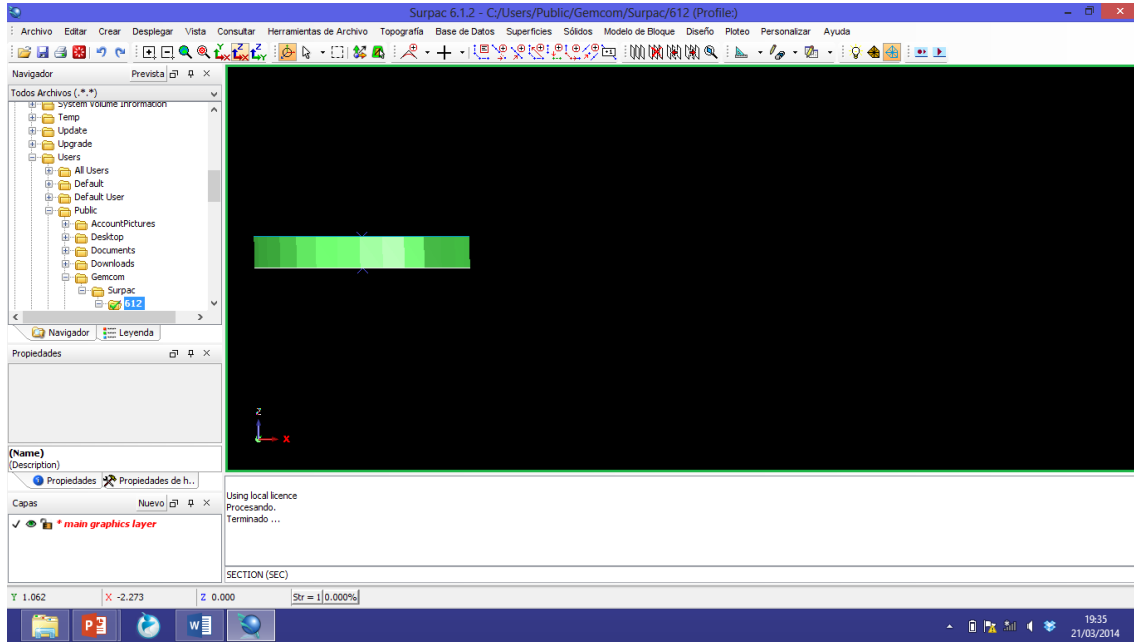 Surpac 6.1.2 - C:/Users/Public/Gemcom/Surpac/612 (Profile:)
Archivo Editar Crear Desplegar Vista Consultar Herramientas de Archivo Topografía Base de Datos Superficies Sólidos Modelo de Bloque Diseño Ploteo Personalizar Ayuda
Navegador Prevista
Todos Archivos (.*.*)
System Volume Information
Temp
Update
Upgrade
Users
All Users
Default
Default User
Public
AccountPictures
Desktop
Documents
Downloads
Gemcom
Surpac
612
Navigador Leyenda
Propiedades
(Name)
(Description)
Propiedades Propiedades de h..
Capas Nuevo
* main graphics layer
Z
X
Using local licence
Procesando.
Terminado ...
SECTION (SEC)
Y 1.062 X -2.273 Z 0.000 Str = 1 0.000%
19:35
21/03/2014